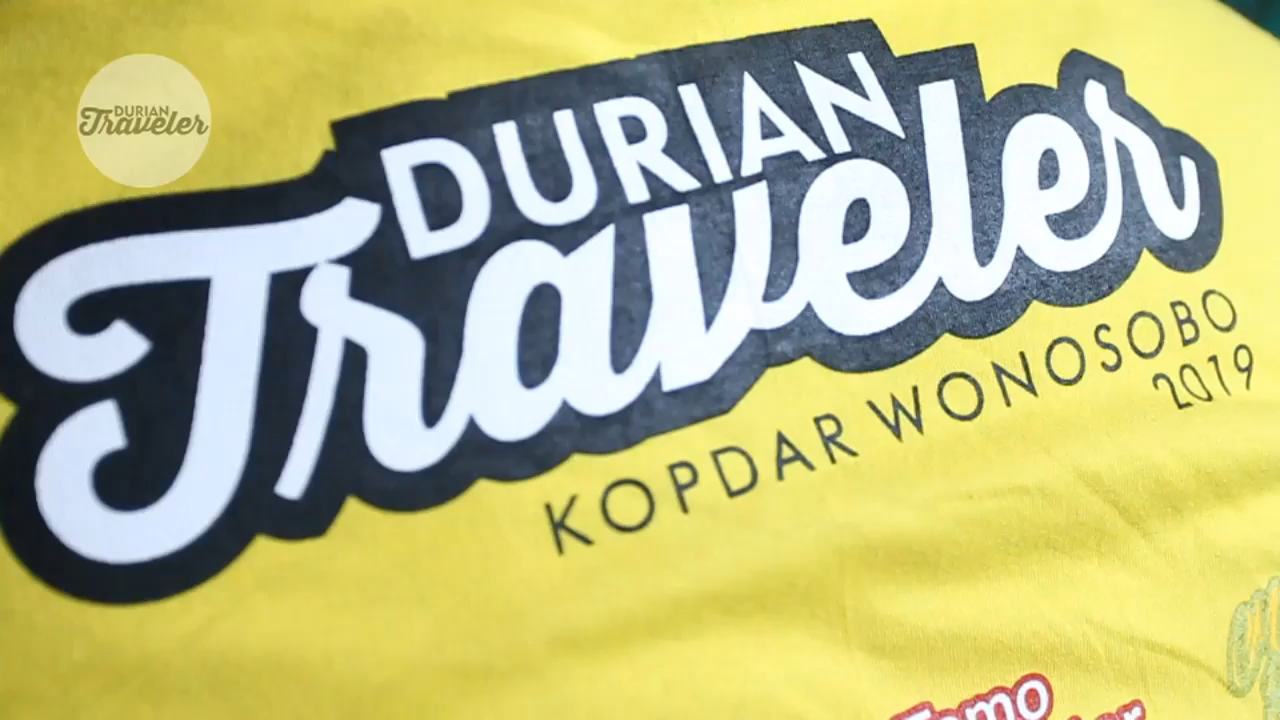 DURIAN
Traveler
DURIAN
Traveler
KOPDAR WONOSOBO
2019